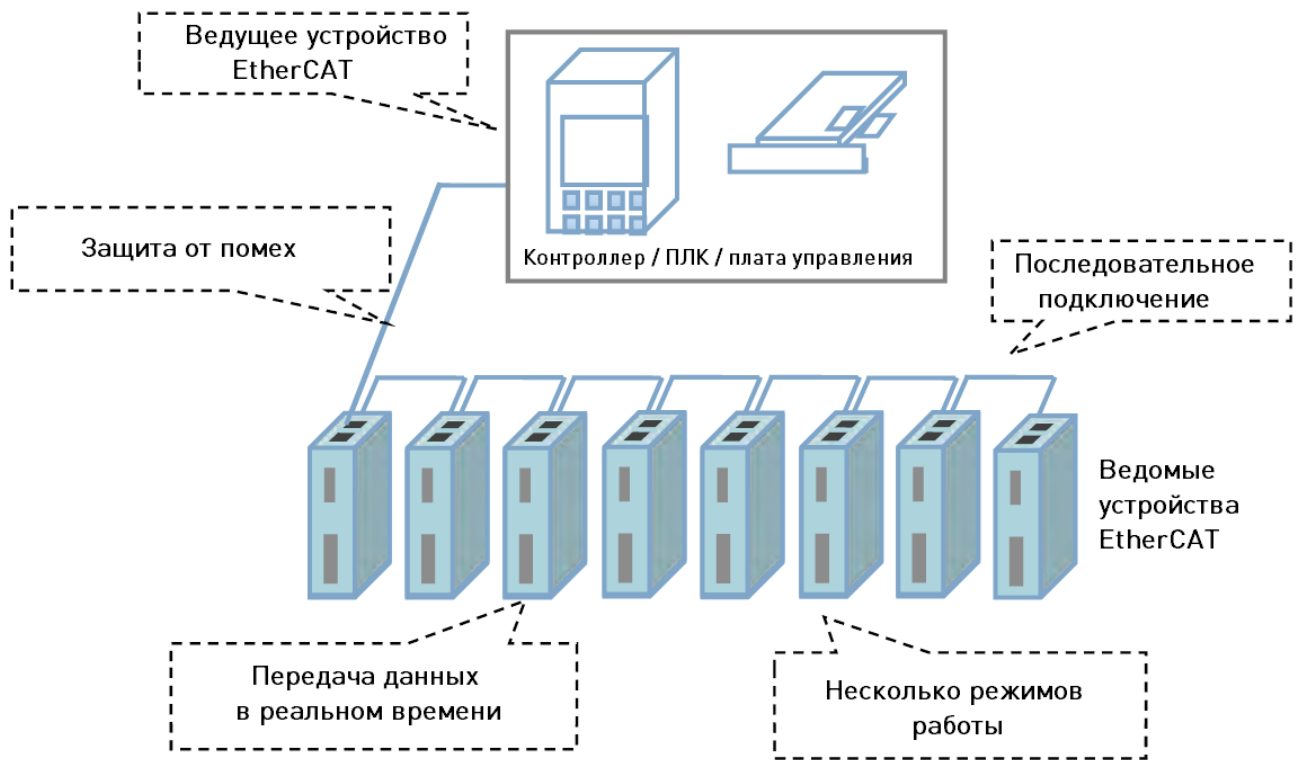 Ведущее устройство
EtherCAT
Защита от помех
Контроллер / ПЛК / плата управления
Последовательное
подключение
Ведомые
устройства
EtherCAT
Передача данных
в реальном времени
Несколько режимов
работы